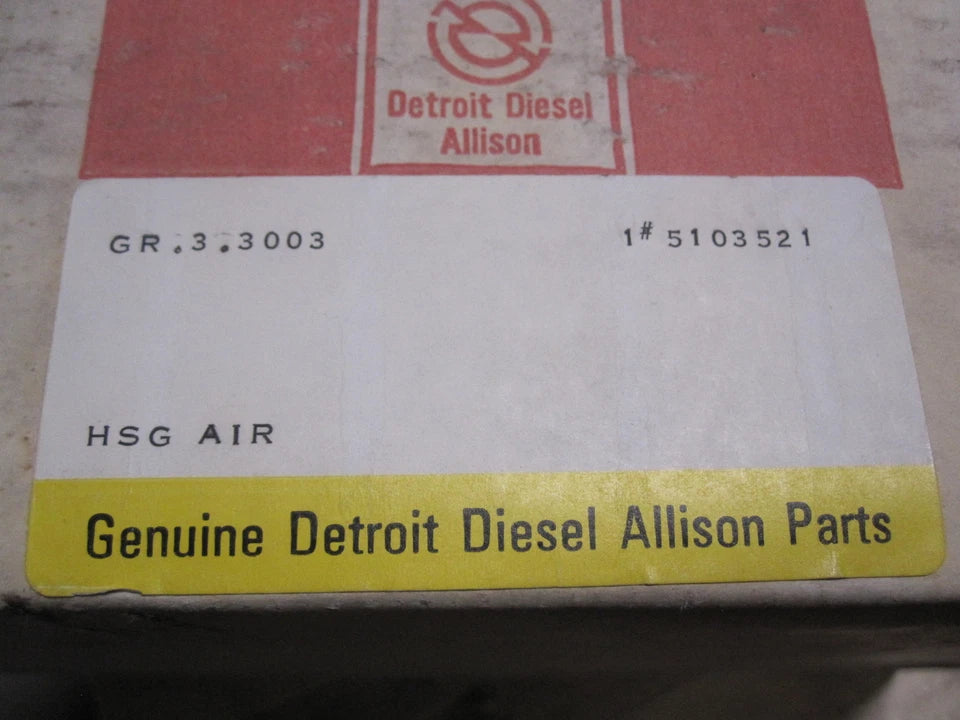 Detroit Diesel
Allison
GR.3.3003 1# 5103521
HSG AIR
Genuine Detroit Diesel Allison Parts